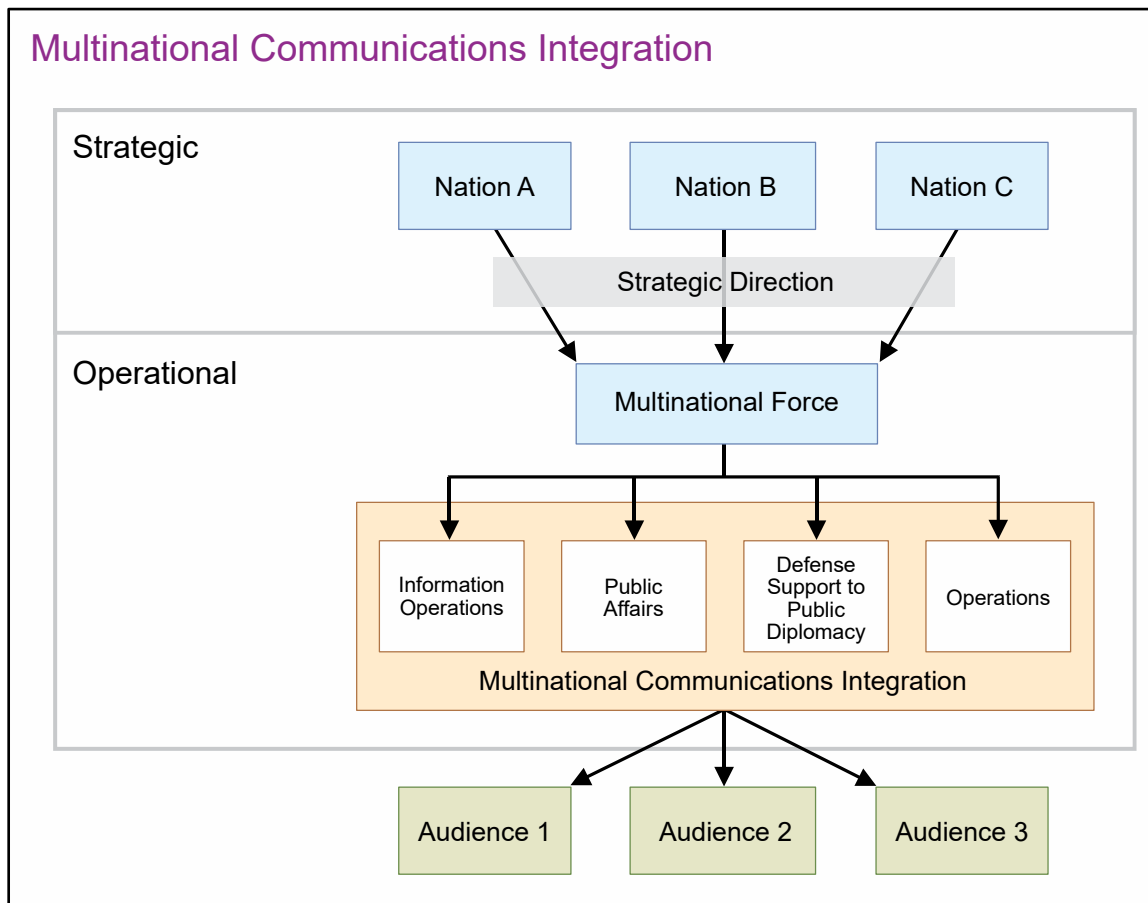 Multinational Communications Integration
Strategic
Nation A
Nation B
Nation C
Strategic Direction
Operational
Multinational Force
Information
Operations
Public
Affairs
Defense
Support to
Public
Diplomacy
Operations
Multinational Communications Integration
Audience 1
Audience 2
Audience 3